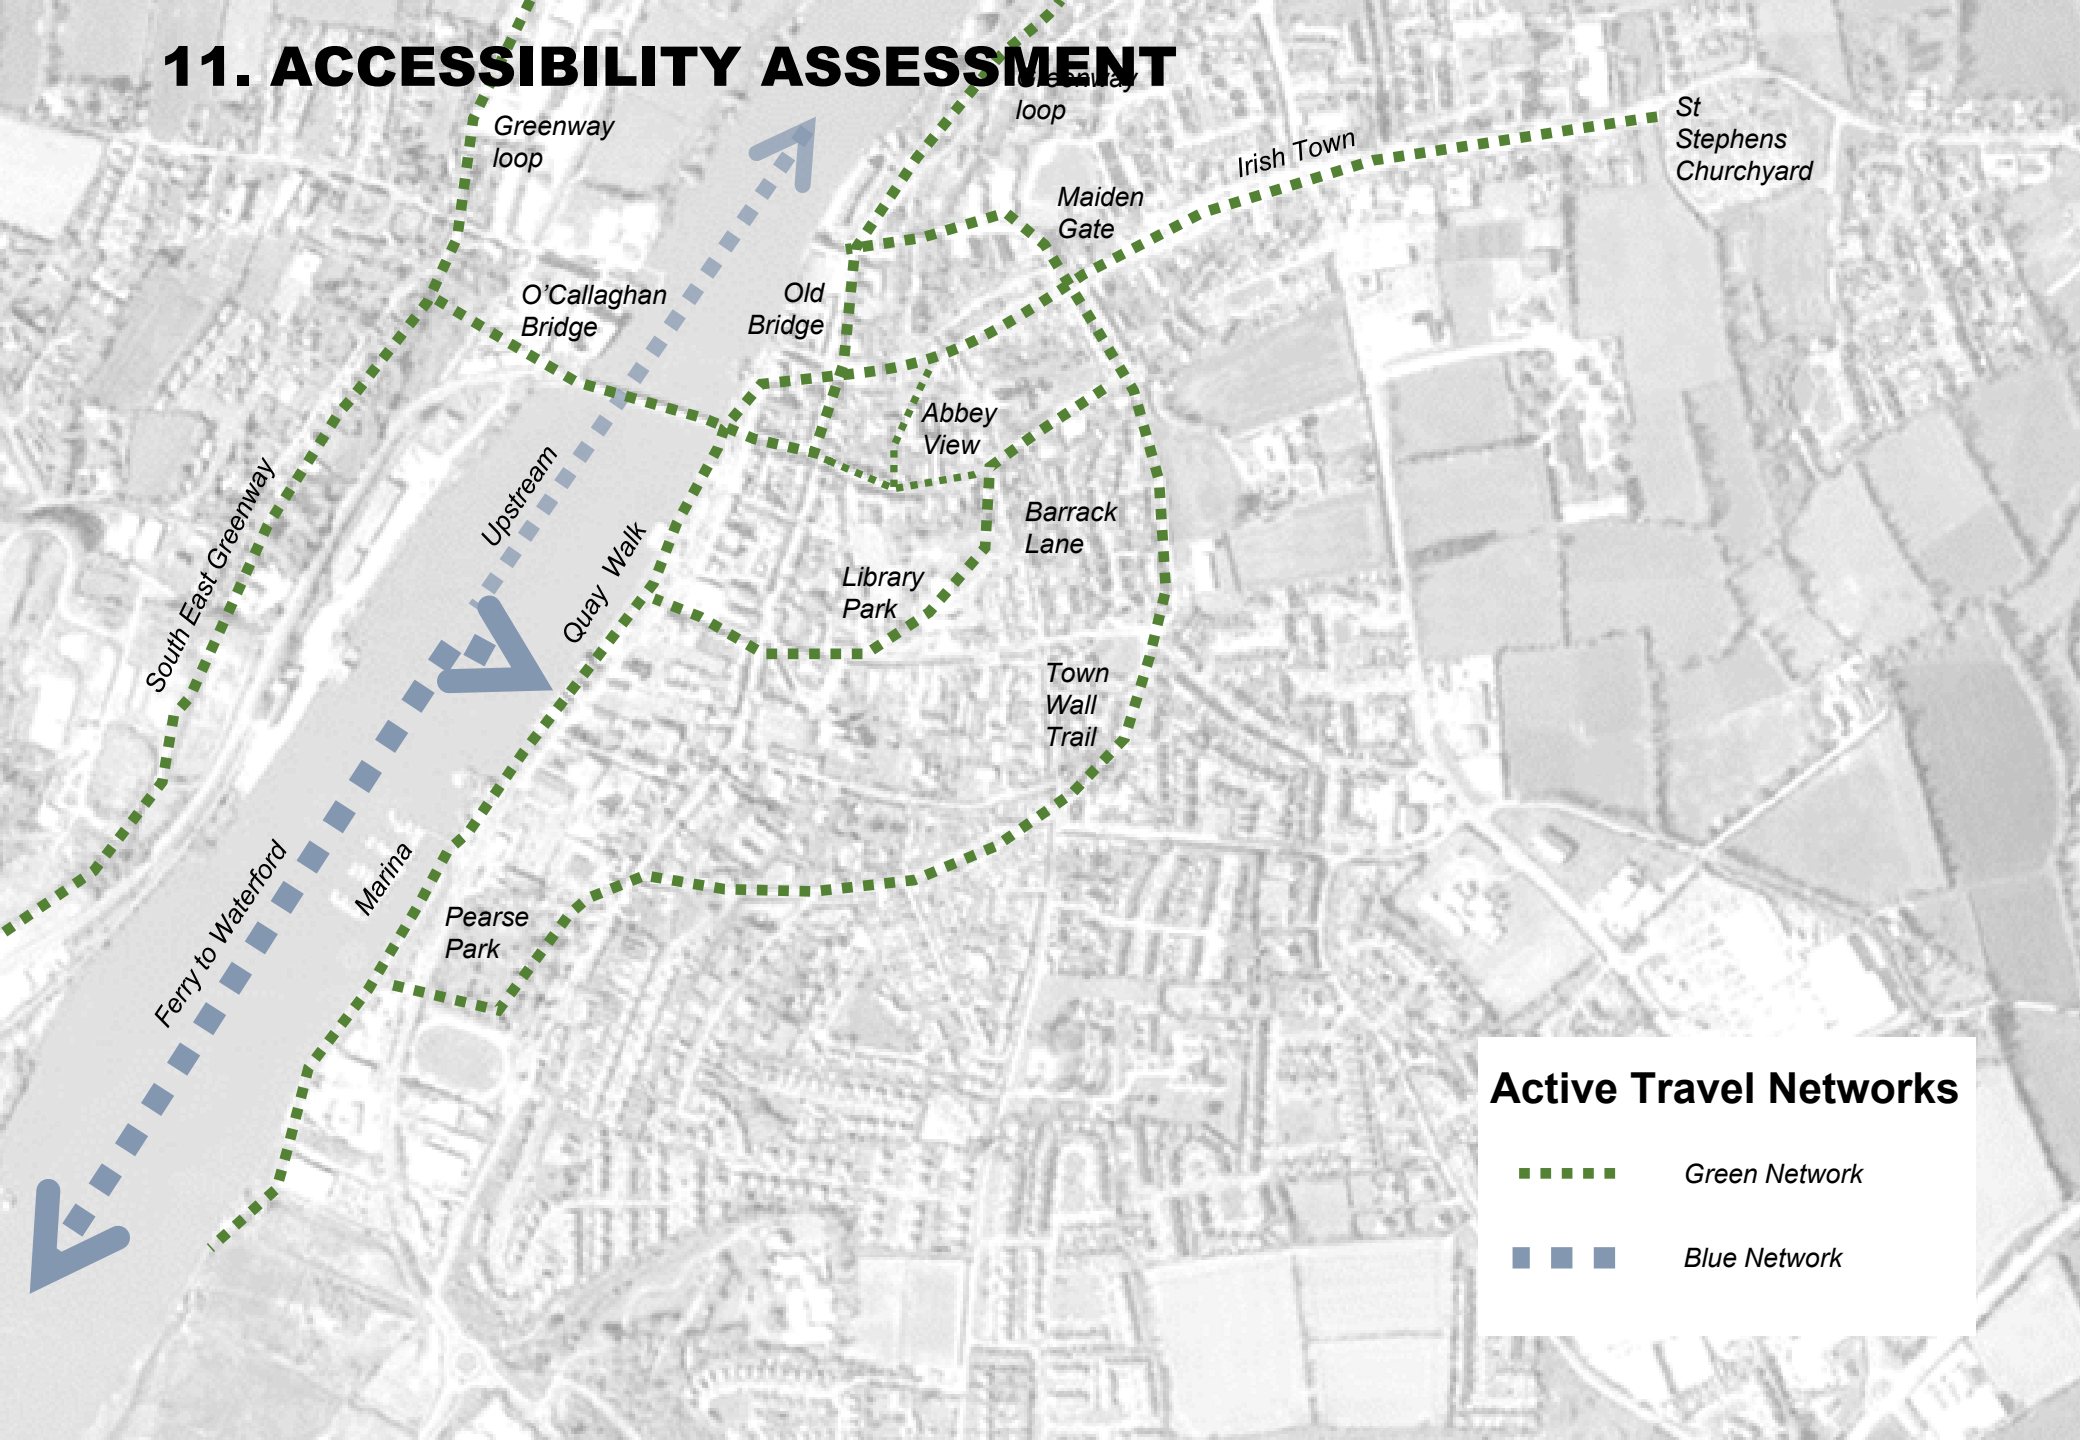 11. ACCESSIBILITY ASSESSMENT
Greenway
loop
Greenway
loop
St
Stephens
Churchyard
Irish Town
Maiden
Gate
O'Callaghan
Bridge
Old
Bridge
Abbey
View
Upstream
South East Greenway
Quay Walk
Barrack
Lane
Library
Park
Town
Wall
Trail
Ferry to Waterford
Marina
Pearse
Park
Active Travel Networks
Green Network
Blue Network